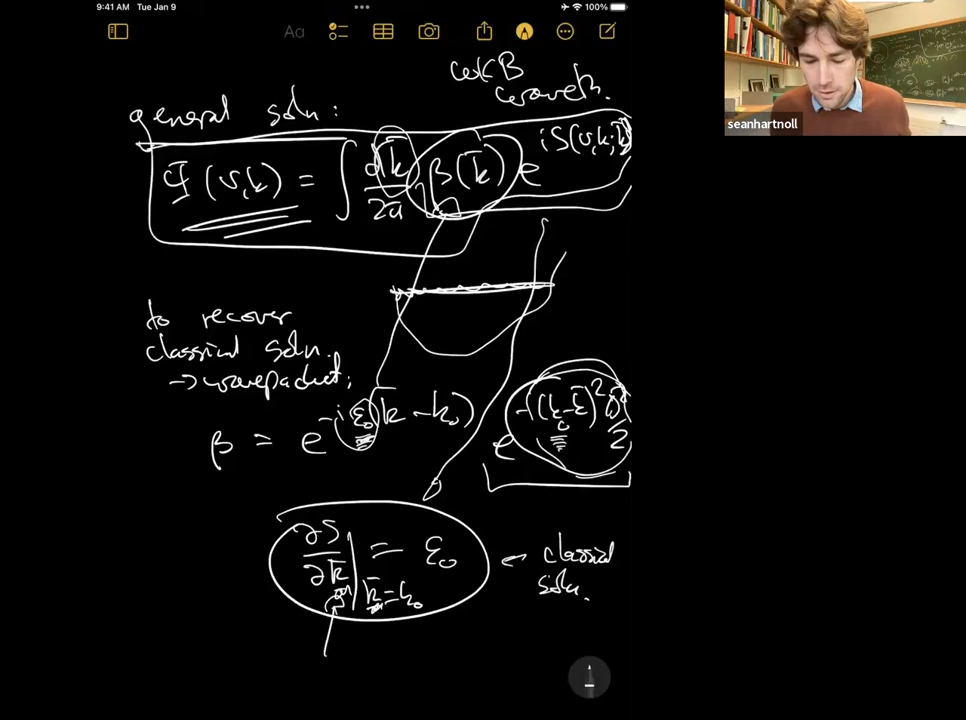 9:41 AM Tue Jan 9
100%
Aa
seanhartnoll
general soln:
Ψ(v,k) = ∫ dk̄/2π β(k̄) e^{iS(v,k;k̄)}
to recover
classical soln.
→ wavepacket:
β = e^{-iε₀(k̄-k₀)} e^{-(k₀-k̄)²
2
∂S/∂k̄ |_{k̄=k₀} = ε₀ ← classical
soln.